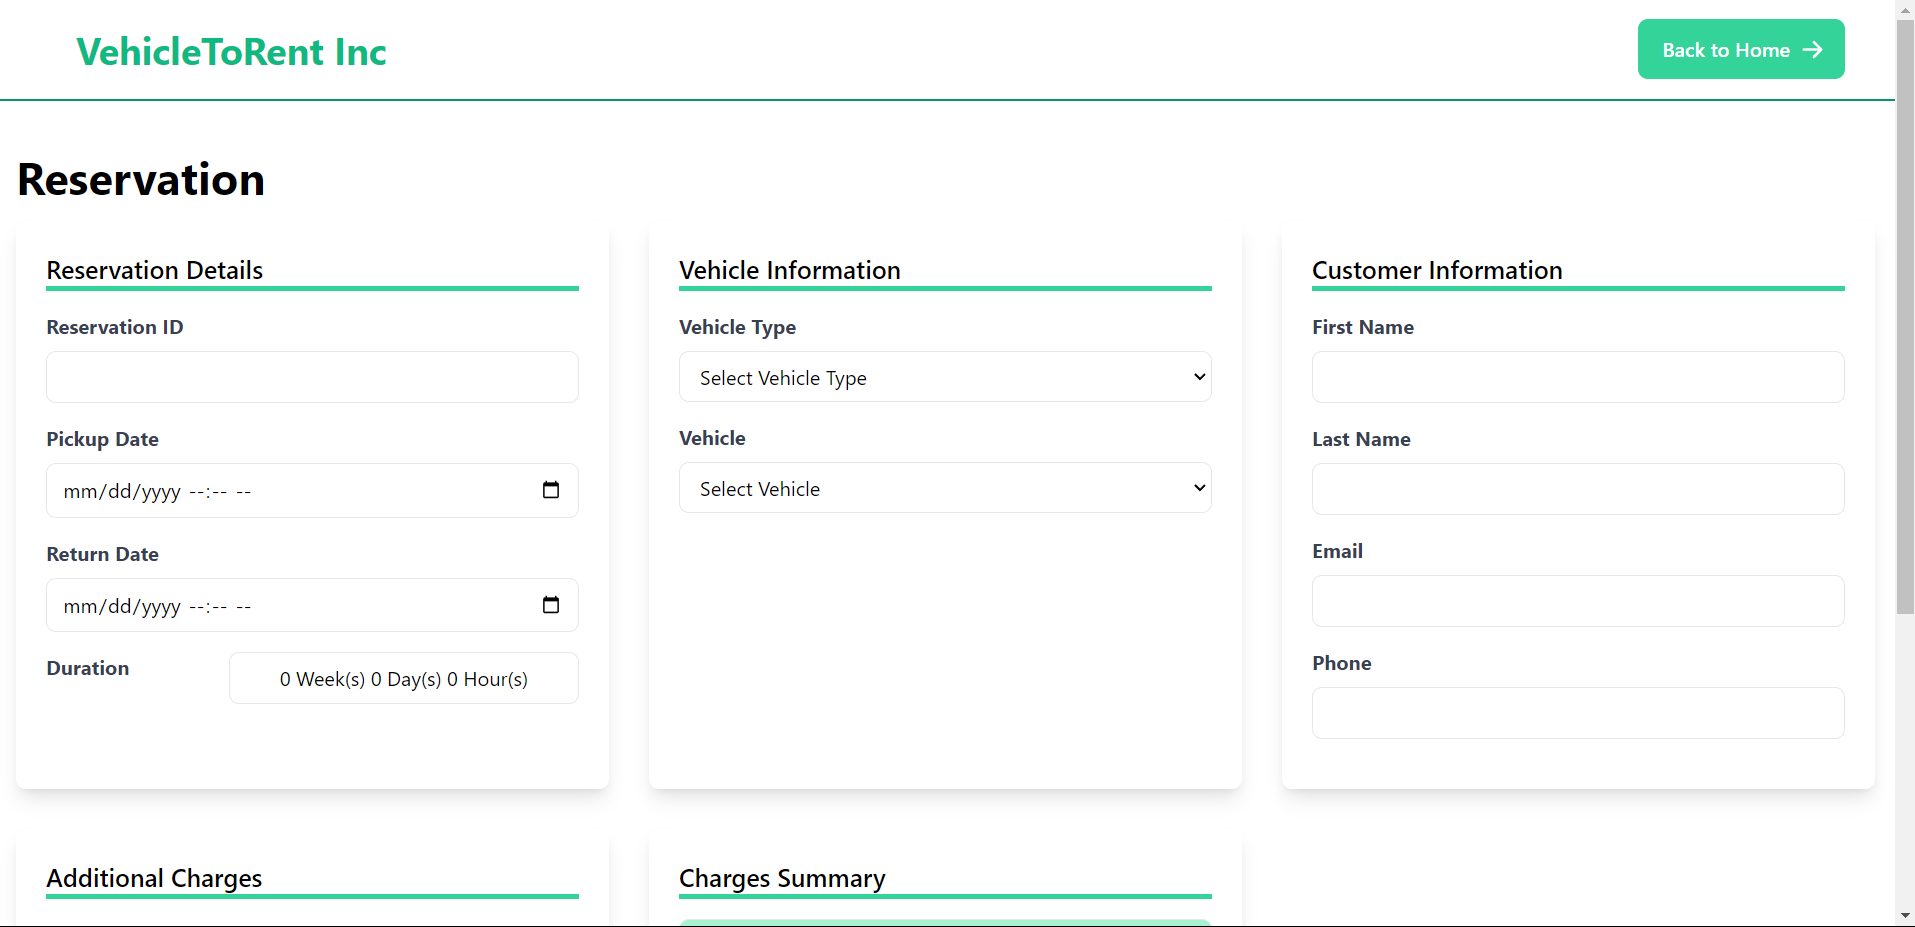 VehicleToRent Inc
Back to Home
Reservation
Reservation Details
Reservation ID
Pickup Date
mm/dd/yyyy --:-- --
Return Date
mm/dd/yyyy --:-- --
Duration
0 Week(s) 0 Day(s) 0 Hour(s)
Vehicle Information
Vehicle Type
Select Vehicle Type
Vehicle
Select Vehicle
Customer Information
First Name
Last Name
Email
Phone
Additional Charges
Charges Summary